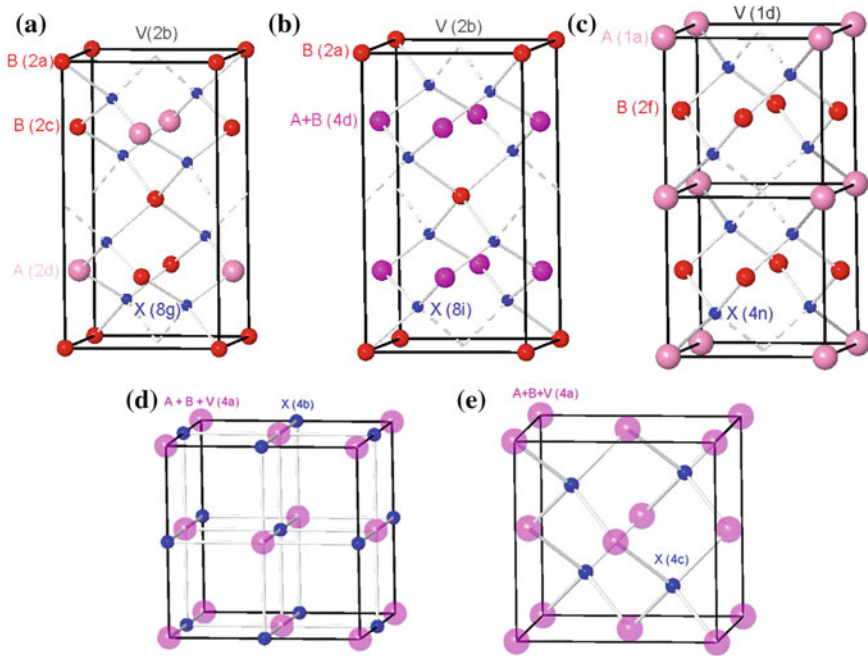 (a)
V(2b)
B (2a)
B (2c)
A (2d)
X (8g)
(b)
V (2b)
B (2a)
A+B (4d)
X (8i)
(c)
V (1d)
A (1a)
B (2f)
X (4n)
(d)
A + B + V (4a)
X (4b)
(e)
A+B+V (4a)
X (4c)